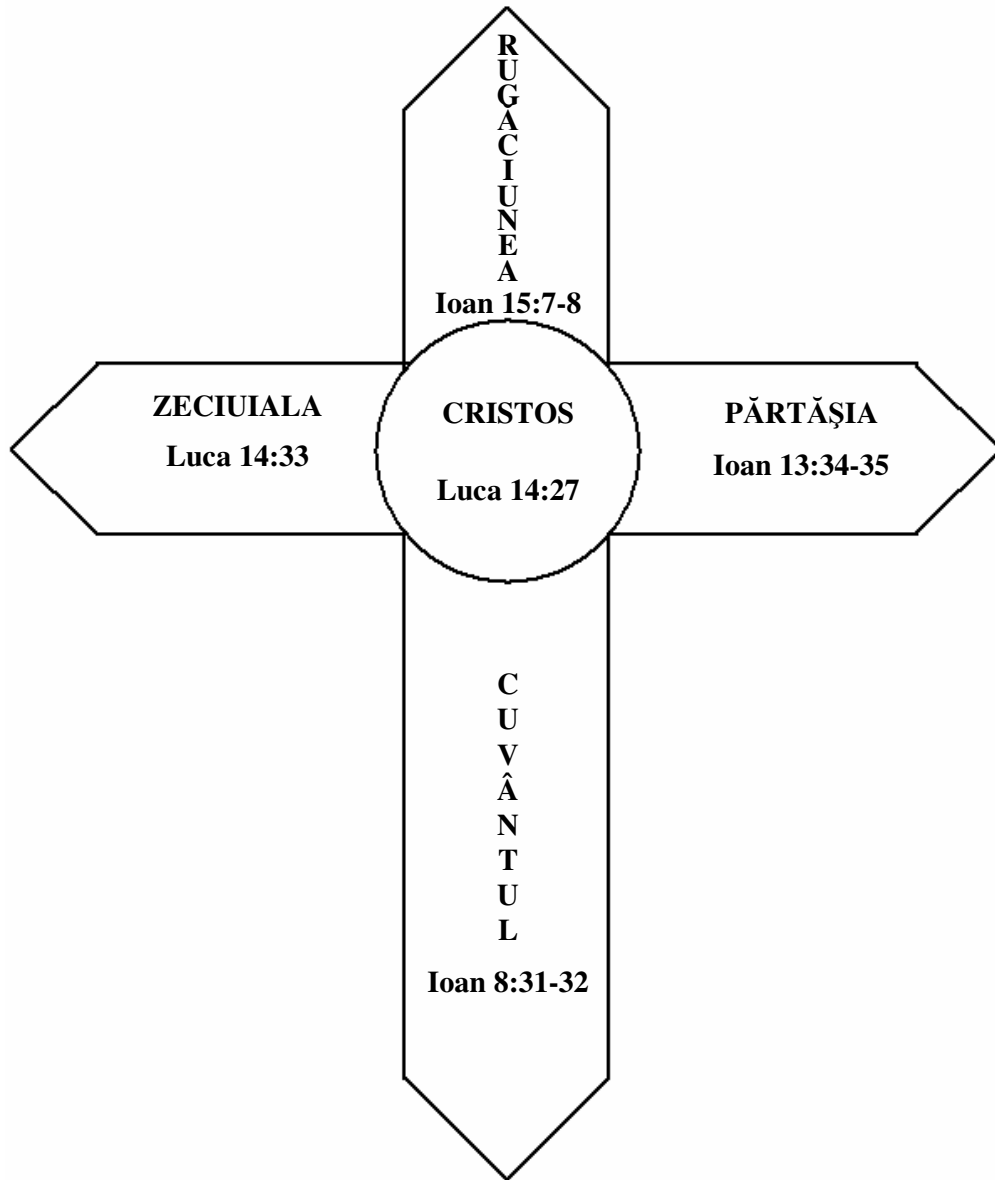 RUGĂCIUNEA
Ioan 15:7-8
ZECIUIALA
Luca 14:33
CRISTOS
Luca 14:27
PĂRTĂŞIA
Ioan 13:34-35
CUVÂNTUL
Ioan 8:31-32